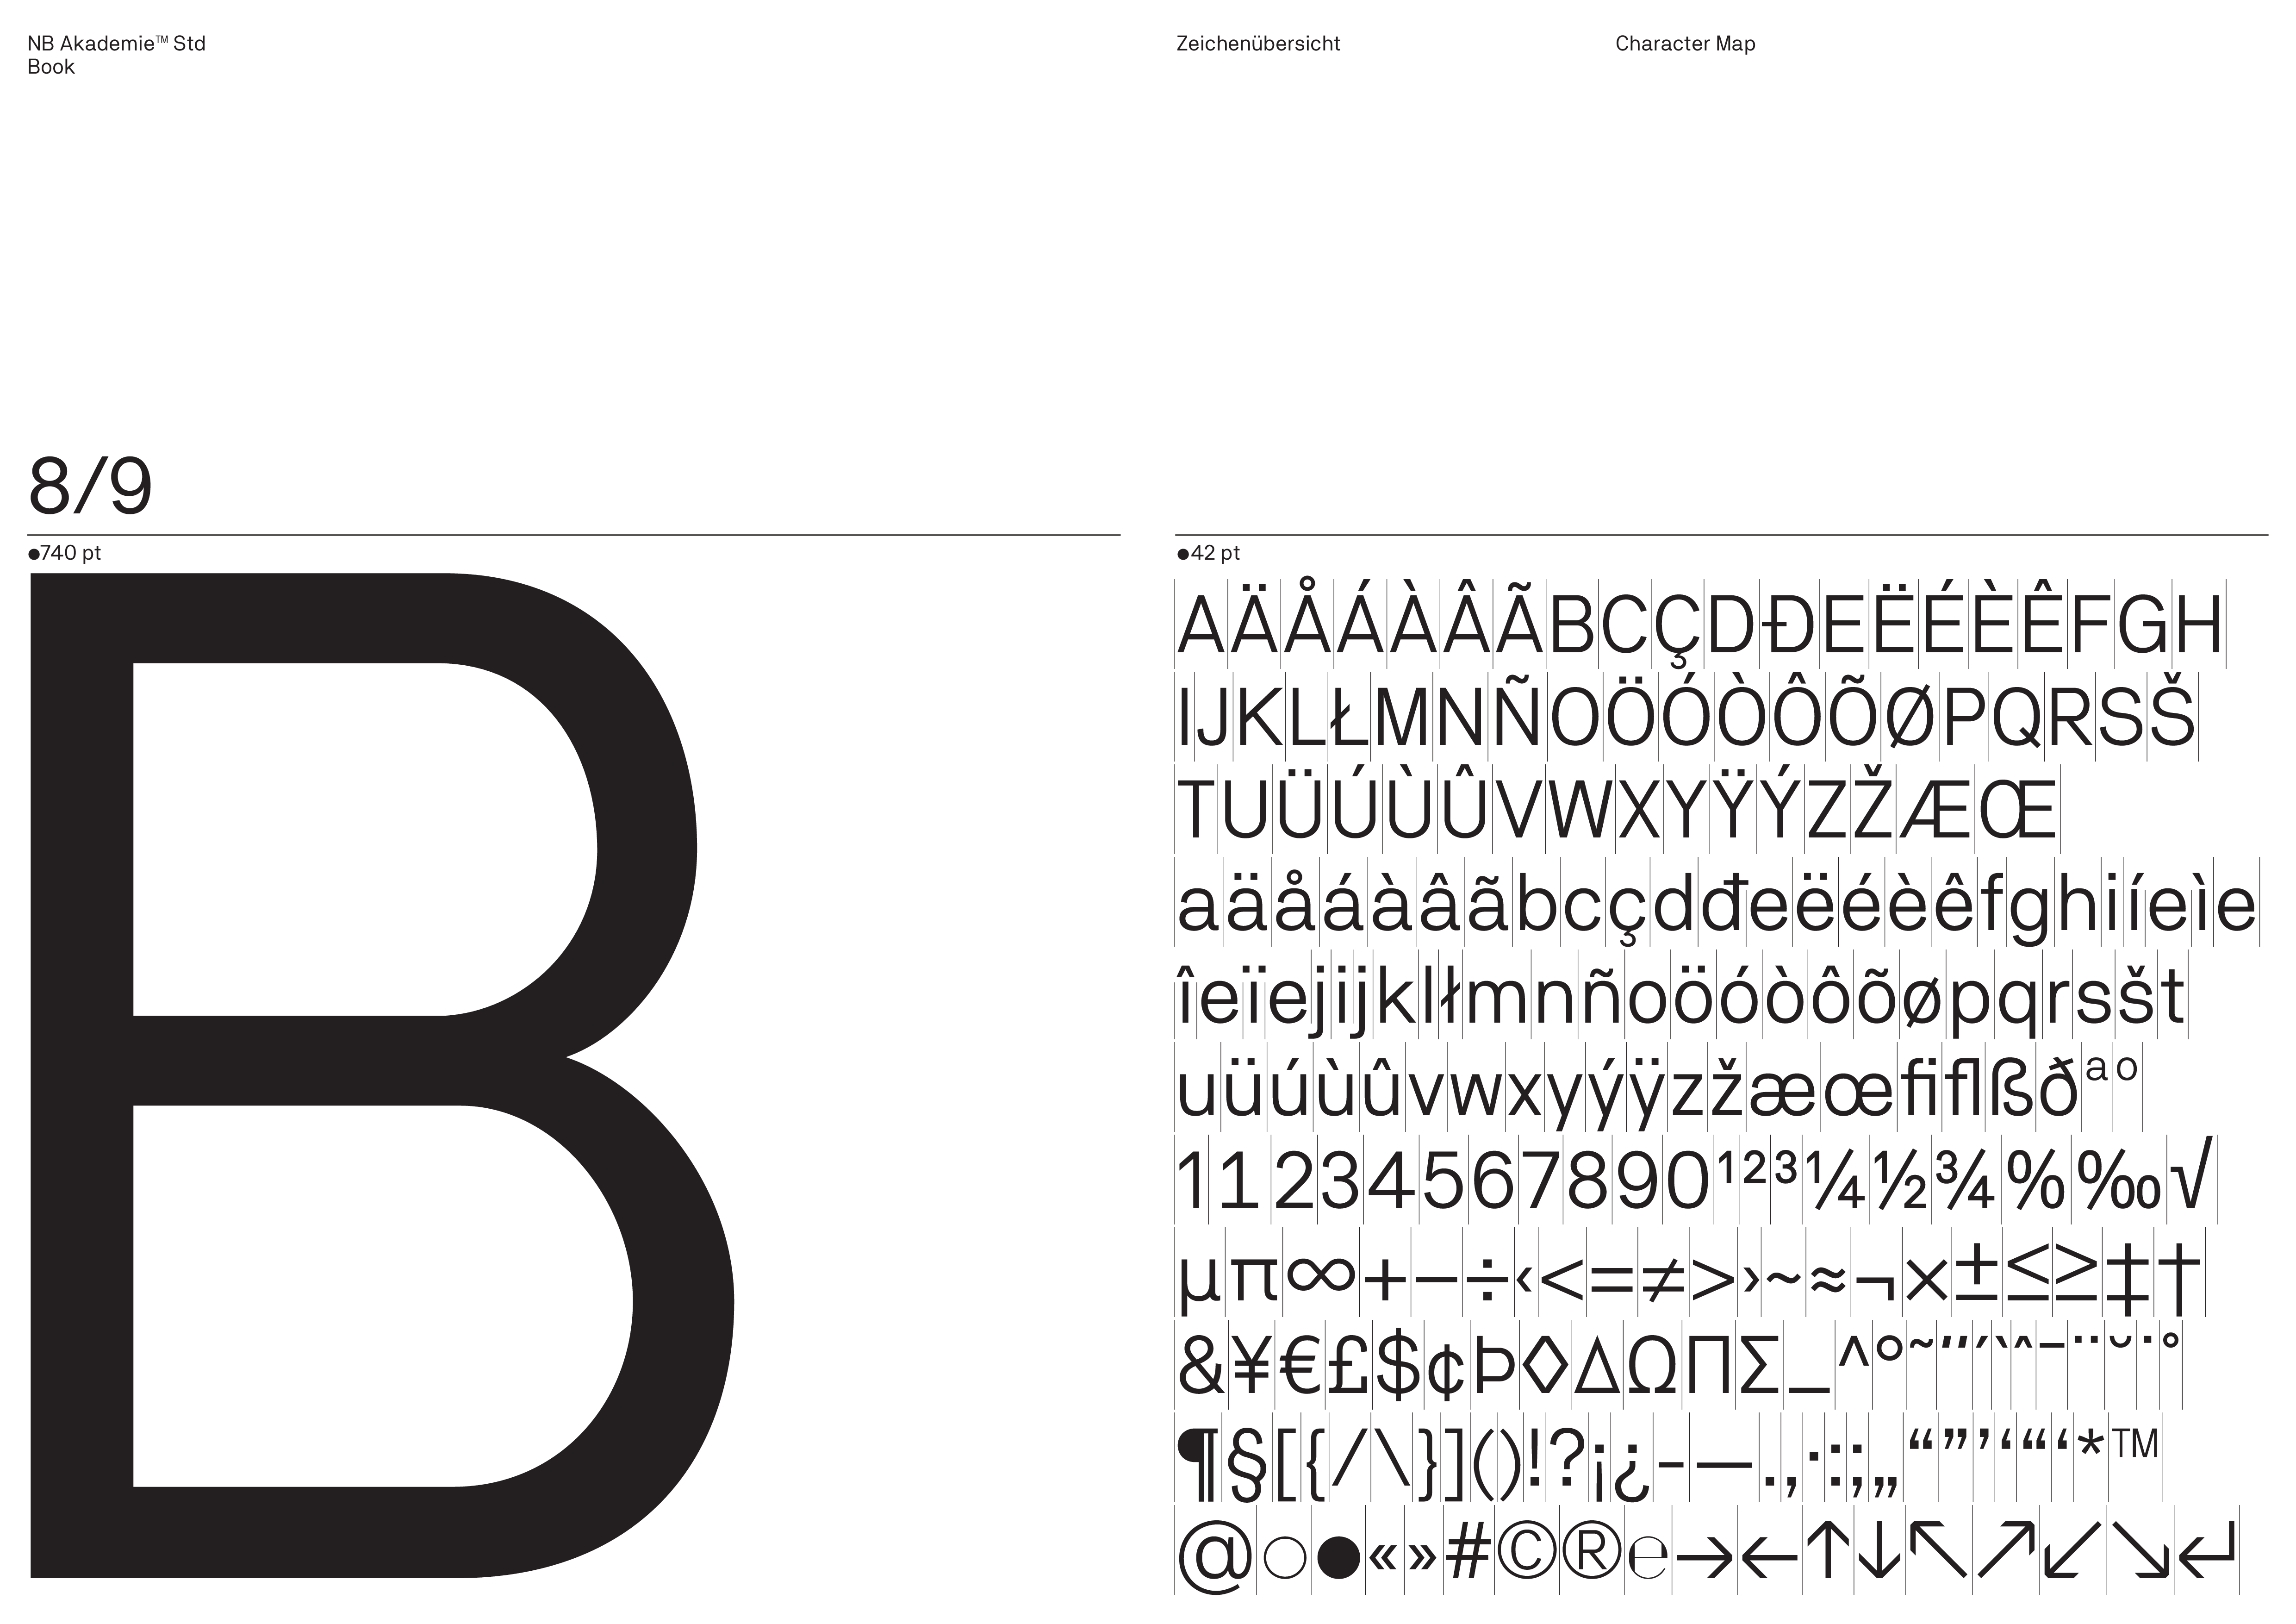 NB Akademie™ Std
Book
Zeichenübersicht
Character Map
8/9
●740 pt
B
●42 pt
AÄÅÁÀÂÃBCÇDĐEËÉÈÊFGH
IJKLŁMNÑOÖÓÒÔÕØPQRSŠ
TUÜÚÙÛVWXYŸÝZŽÆŒ
aäåáàâãbcçdđeëéèêfghiíeìe
îeïejijklłmnñoöóòôõøpqrsšt
uüúùûvwxyýÿzžæœfiflßðªº
11234567890¹²³¼½¾%‰√
µπ∞+−÷‹<=≠>›~≈¬×±≤≥‡†
&¥€£$¢Þ◊∆ΩΠΣ_^°˜˝´`ˆ¯¨˘˙˚
¶§[{/\}]()!?¡¿-—.,·:;„“”’‘“‘*™
@○●«»#©®℮→←↑↓↖↗↙↘↵